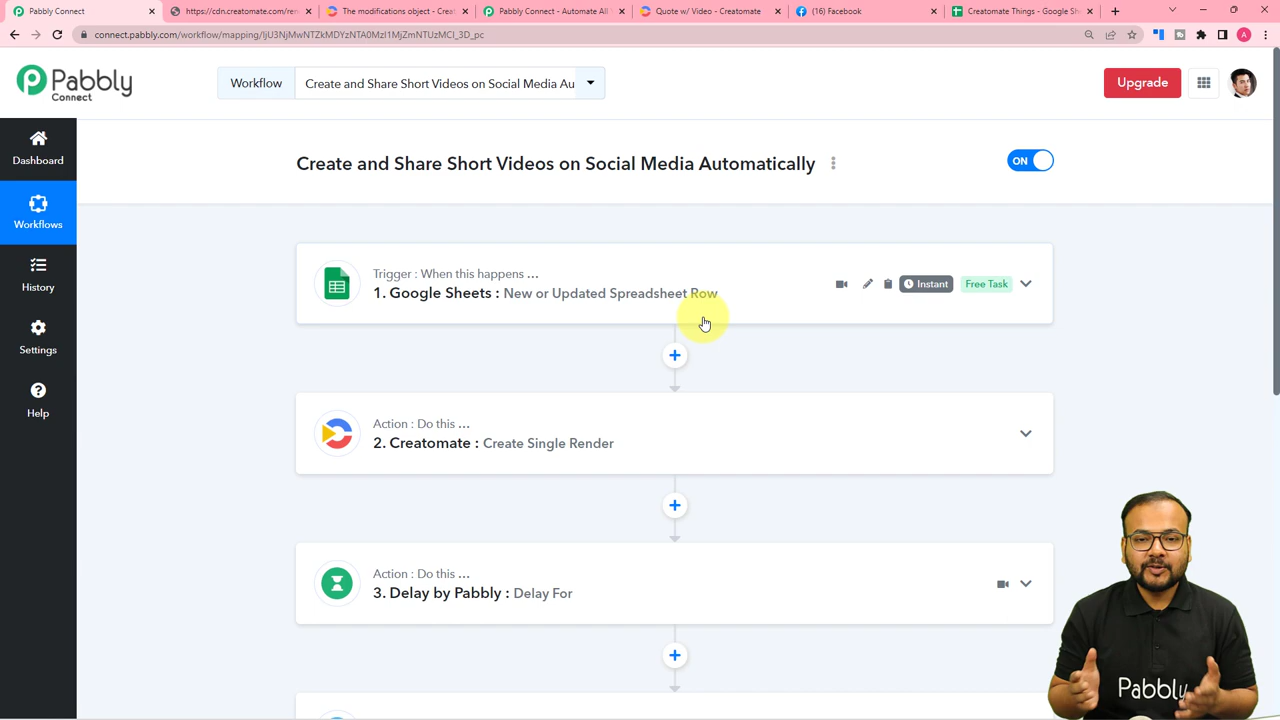 Pabbly Connect
https://cdn.creatomate.com/ren
The modifications object - Creat
Pabbly Connect - Automate All
Quote w/ Video - Creatomate
(16) Facebook
Creatomate Things - Google She
connect.pabbly.com/workflow/mapping/
A
Pabbly
Connect
Workflow
Create and Share Short Videos on Social Media Au
Upgrade
Dashboard
Workflows
History
Settings
Help
Create and Share Short Videos on Social Media Automatically
ON
Trigger : When this happens ...
1. Google Sheets : New or Updated Spreadsheet Row
Instant
Free Task
Action : Do this ...
2. Creatomate : Create Single Render
Action : Do this ...
3. Delay by Pabbly : Delay For
Pabbly